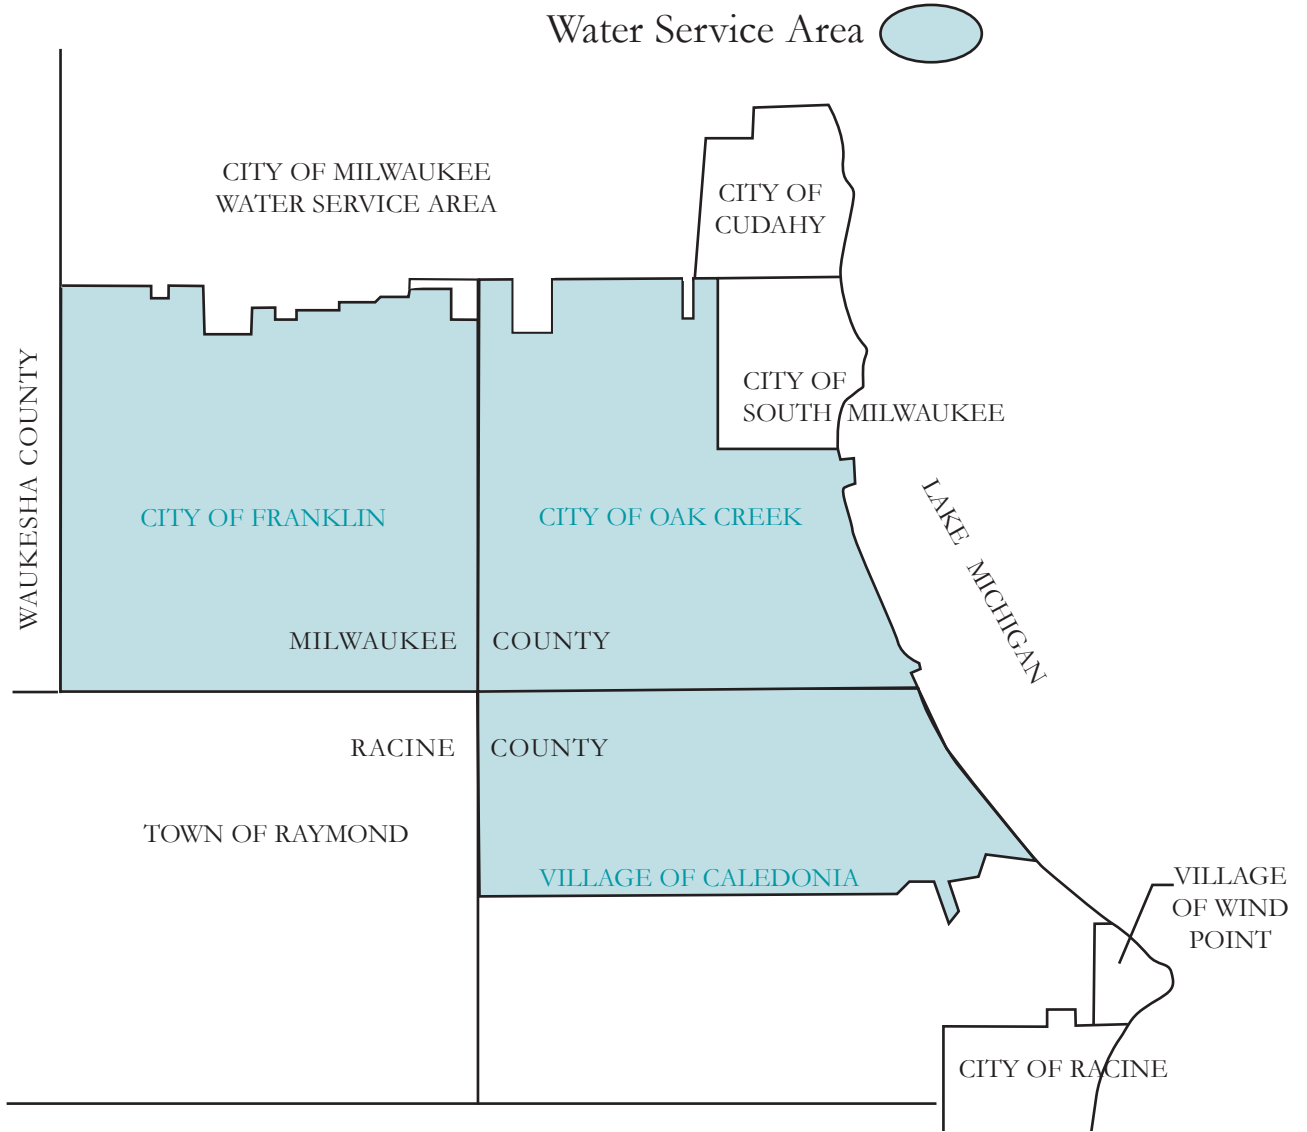 Water Service Area
CITY OF MILWAUKEE
WATER SERVICE AREA
CITY OF
CUDAHY
WAUKESHA COUNTY
CITY OF
SOUTH MILWAUKEE
CITY OF FRANKLIN
CITY OF OAK CREEK
LAKE MICHIGAN
MILWAUKEE COUNTY
RACINE COUNTY
TOWN OF RAYMOND
VILLAGE OF CALEDONIA
VILLAGE
OF WIND
POINT
CITY OF RACINE